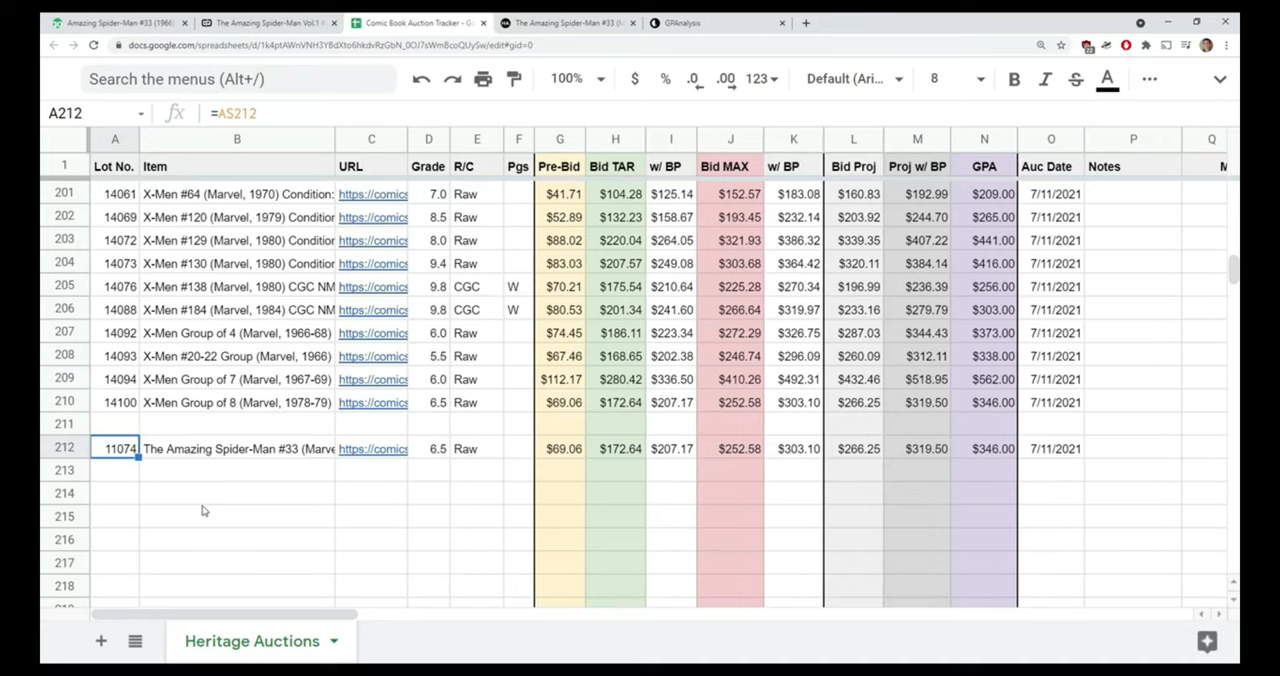 Amazing Spider-Man #33 (1966) × The Amazing Spider-Man Vol.1 # × Comic Book Auction Tracker - Go × The Amazing Spider-Man #33 (M × GPAnalysis × +
docs.google.com/spreadsheets/d/
Search the menus (Alt+/) 100% $ % .0 .00 123 Default (Ari... 8 B I S A ...
A212 fx =AS212
A B C D E F G H I J K L M N O P Q
1 Lot No. Item URL Grade R/C Pgs Pre-Bid Bid TAR w/ BP Bid MAX w/ BP Bid Proj Proj w/ BP GPA Auc Date Notes M
201 14061 X-Men #64 (Marvel, 1970) Condition: https://comics 7.0 Raw $41.71 $104.28 $125.14 $152.57 $183.08 $160.83 $192.99 $209.00 7/11/2021
202 14069 X-Men #120 (Marvel, 1979) Condition https://comics 8.5 Raw $52.89 $132.23 $158.67 $193.45 $232.14 $203.92 $244.70 $265.00 7/11/2021
203 14072 X-Men #129 (Marvel, 1980) Condition https://comics 8.0 Raw $88.02 $220.04 $264.05 $321.93 $386.32 $339.35 $407.22 $441.00 7/11/2021
204 14073 X-Men #130 (Marvel, 1980) Condition https://comics 9.4 Raw $83.03 $207.57 $249.08 $303.68 $364.42 $320.11 $384.14 $416.00 7/11/2021
205 14076 X-Men #138 (Marvel, 1980) CGC NM https://comics 9.8 CGC W $70.21 $175.54 $210.64 $225.28 $270.34 $196.99 $236.39 $256.00 7/11/2021
206 14088 X-Men #184 (Marvel, 1984) CGC NM https://comics 9.8 CGC W $80.53 $201.34 $241.60 $266.64 $319.97 $233.16 $279.79 $303.00 7/11/2021
207 14092 X-Men Group of 4 (Marvel, 1966-68) https://comics 6.0 Raw $74.45 $186.11 $223.34 $272.29 $326.75 $287.03 $344.43 $373.00 7/11/2021
208 14093 X-Men #20-22 Group (Marvel, 1966) https://comics 5.5 Raw $67.46 $168.65 $202.38 $246.74 $296.09 $260.09 $312.11 $338.00 7/11/2021
209 14094 X-Men Group of 7 (Marvel, 1967-69) https://comics 6.0 Raw $112.17 $280.42 $336.50 $410.26 $492.31 $432.46 $518.95 $562.00 7/11/2021
210 14100 X-Men Group of 8 (Marvel, 1978-79) https://comics 6.5 Raw $69.06 $172.64 $207.17 $252.58 $303.10 $266.25 $319.50 $346.00 7/11/2021
211
212 11074 The Amazing Spider-Man #33 (Marve https://comics 6.5 Raw $69.06 $172.64 $207.17 $252.58 $303.10 $266.25 $319.50 $346.00 7/11/2021
213
214
215
216
217
218
+ Heritage Auctions